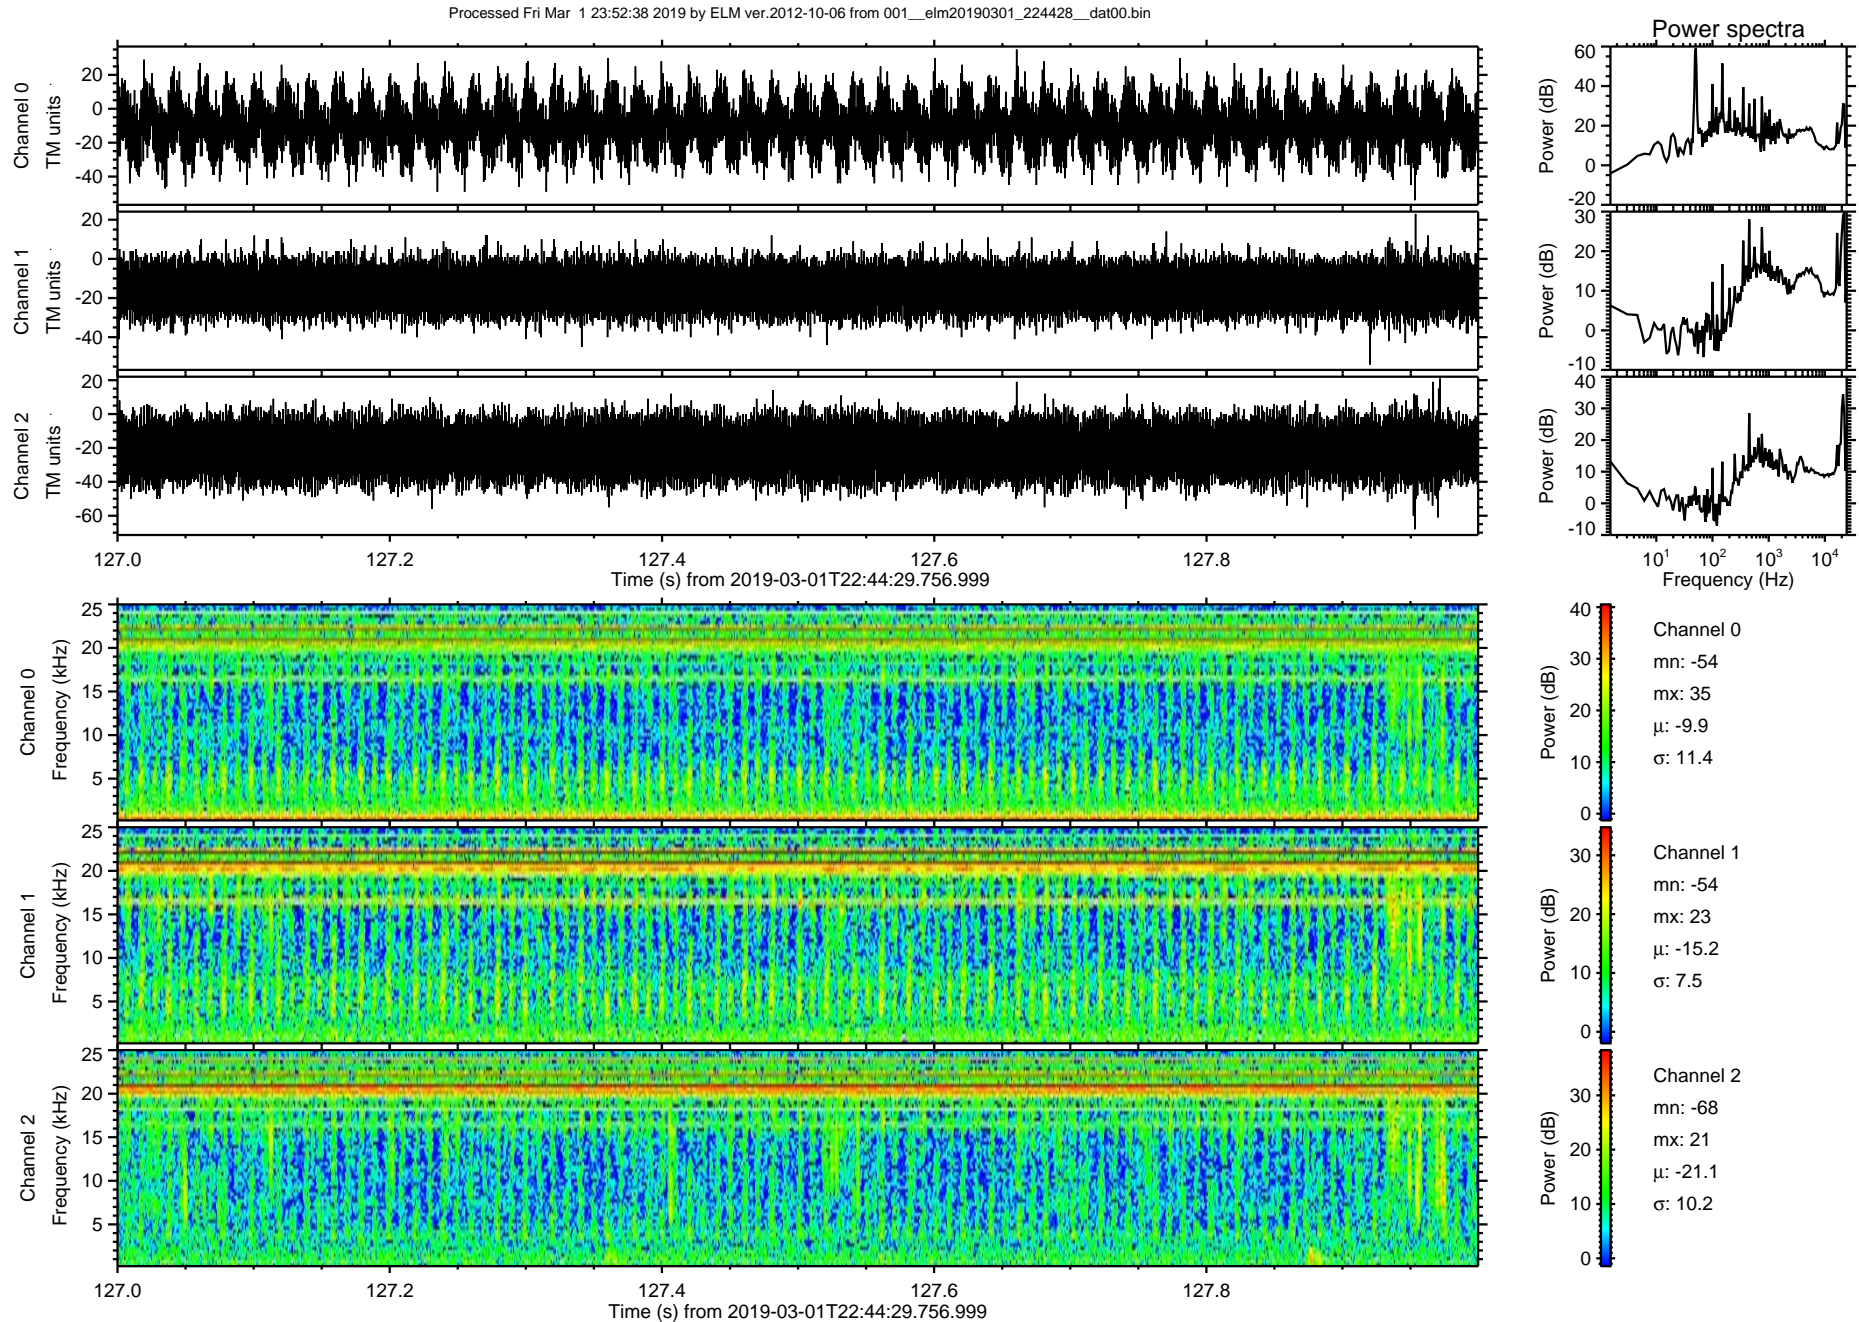 Processed Fri Mar  1 23:52:38 2019 by ELM ver.2012-10-06 from 001__elm20190301_224428__dat00.bin
Power spectra
Channel 0
TM units
20
0
-20
-40
Power (dB)
60
40
20
0
-20
Channel 1
TM units
20
0
-20
-40
Power (dB)
30
20
10
0
-10
Channel 2
TM units
20
0
-20
-40
-60
Power (dB)
40
30
20
10
0
-10
127.0 127.2 127.4 127.6 127.8
Time (s) from 2019-03-01T22:44:29.756.999
10¹ 10² 10³ 10⁴
Frequency (Hz)
Channel 0
Frequency (kHz)
25
20
15
10
5
Power (dB)
40
30
20
10
0
Channel 0
mn: -54
mx: 35
μ: -9.9
σ: 11.4
Channel 1
Frequency (kHz)
25
20
15
10
5
Power (dB)
30
20
10
0
Channel 1
mn: -54
mx: 23
μ: -15.2
σ: 7.5
Channel 2
Frequency (kHz)
25
20
15
10
5
Power (dB)
30
20
10
0
Channel 2
mn: -68
mx: 21
μ: -21.1
σ: 10.2
127.0 127.2 127.4 127.6 127.8
Time (s) from 2019-03-01T22:44:29.756.999